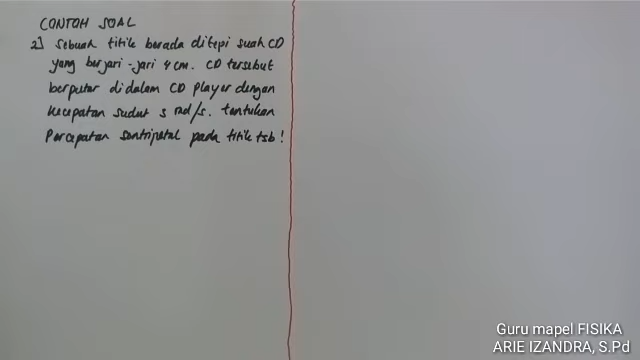 CONTOH SOAL
2] Sebuah titik berada ditepi suah CD
yang berjari-jari 4 cm. CD tersebut
berputar didalam CD player dengan
kecepatan sudut 3 rad/s. tentukan
Percepatan sentripetal pada titik tsb!
Guru mapel FISIKA
ARIE IZANDRA, S.Pd